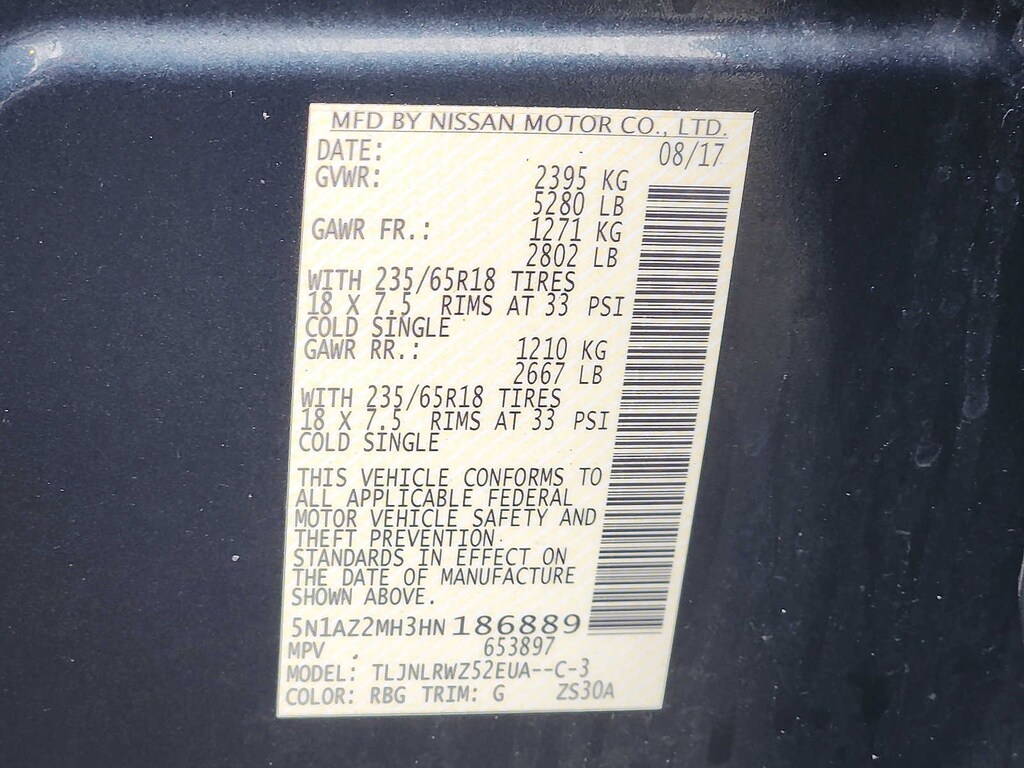 MFD BY NISSAN MOTOR CO., LTD.
DATE: 08/17
GVWR: 2395 KG
5280 LB
GAWR FR.: 1271 KG
2802 LB
WITH 235/65R18 TIRES
18 X 7.5 RIMS AT 33 PSI
COLD SINGLE
GAWR RR.: 1210 KG
2667 LB
WITH 235/65R18 TIRES
18 X 7.5 RIMS AT 33 PSI
COLD SINGLE
THIS VEHICLE CONFORMS TO
ALL APPLICABLE FEDERAL
MOTOR VEHICLE SAFETY AND
THEFT PREVENTION
STANDARDS IN EFFECT ON
THE DATE OF MANUFACTURE
SHOWN ABOVE.
5N1AZ2MH3HN186889
MPV 653897
MODEL: TLJNLRWZ52EUA--C-3
COLOR: RBG TRIM: G ZS30A